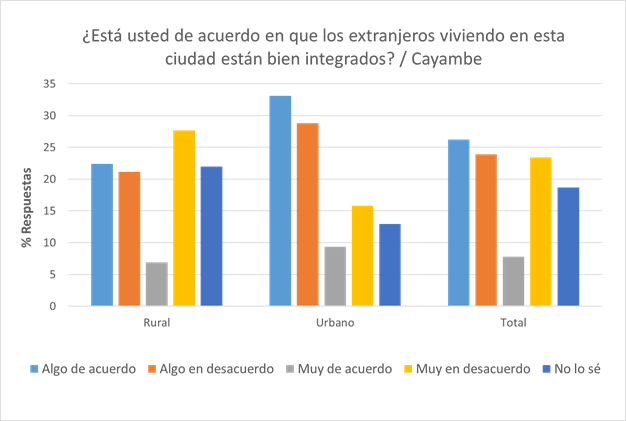 ¿Está usted de acuerdo en que los extranjeros viviendo en esta
ciudad están bien integrados? / Cayambe
% Respuestas
35
30
25
20
15
10
5
0
Rural Urbano Total
Algo de acuerdo Algo en desacuerdo Muy de acuerdo Muy en desacuerdo No lo sé